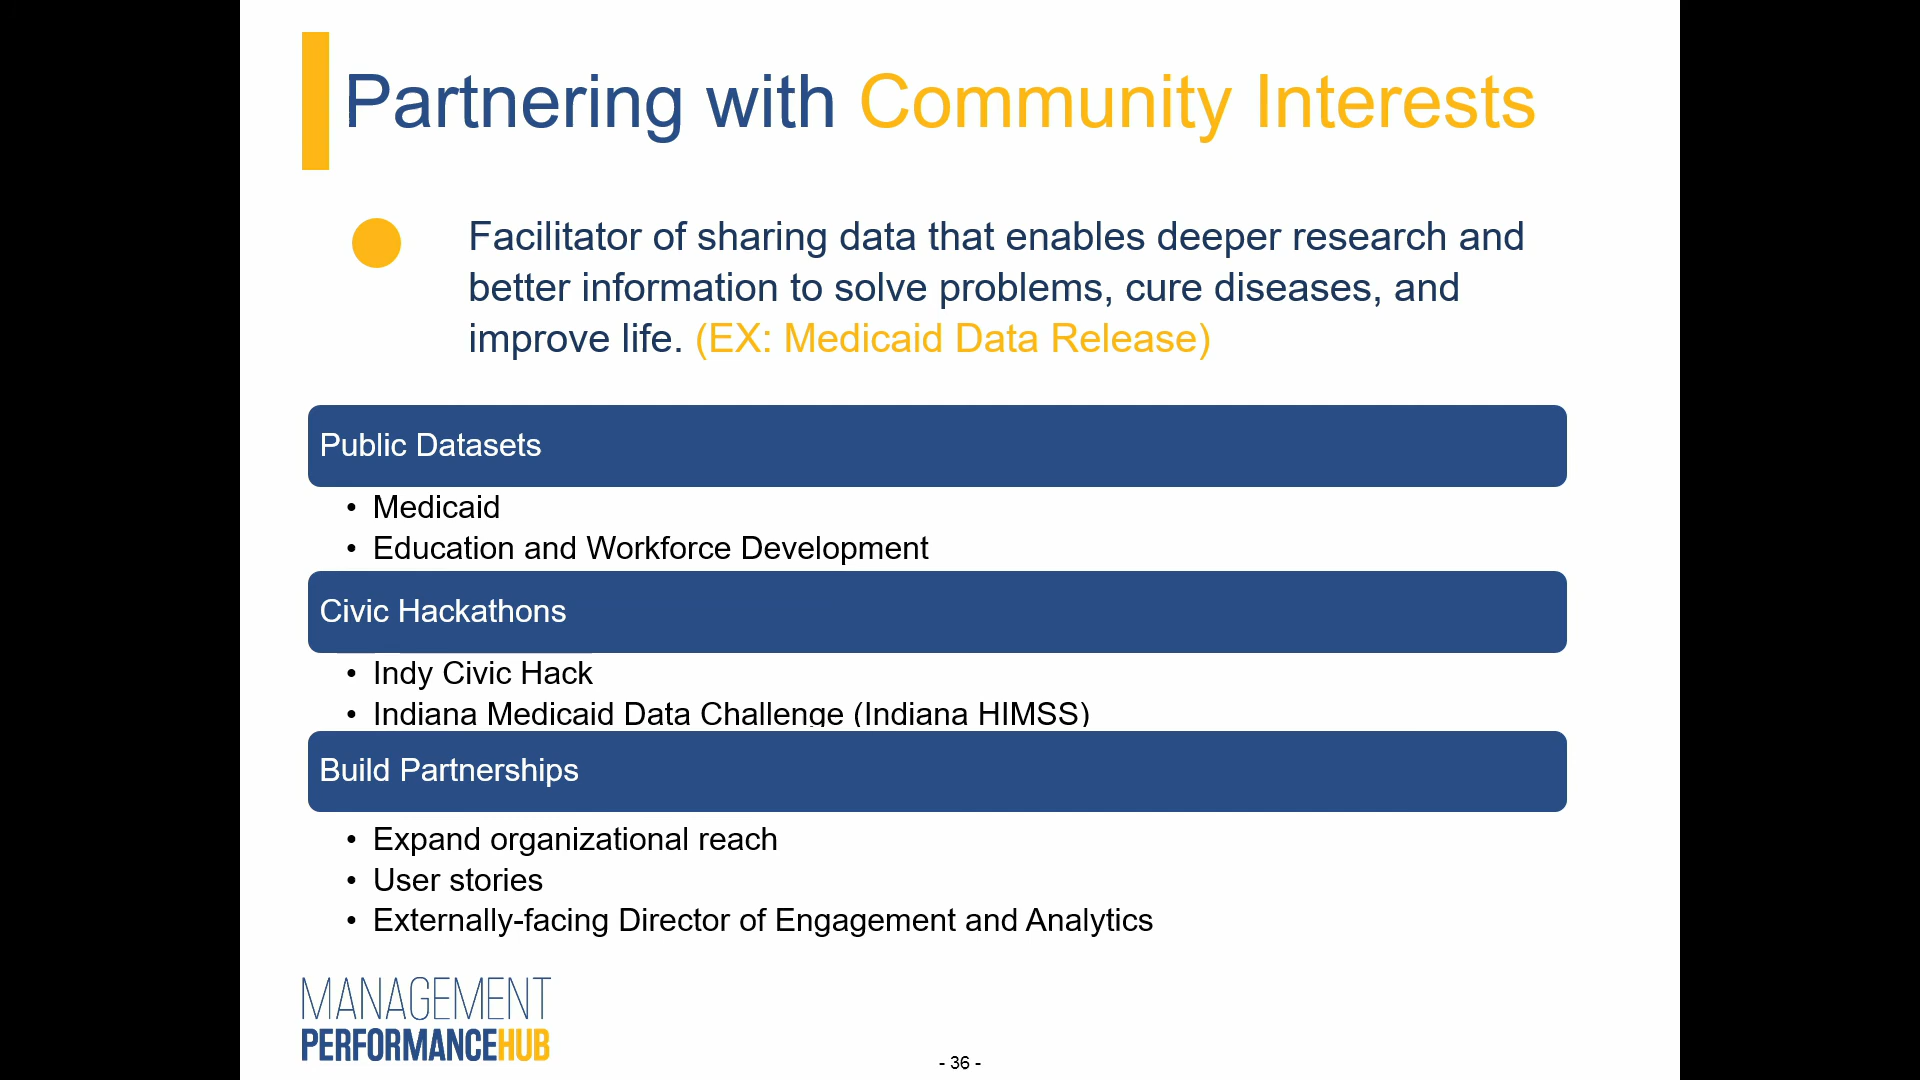 Partnering with Community Interests
Facilitator of sharing data that enables deeper research and
better information to solve problems, cure diseases, and
improve life. (EX: Medicaid Data Release)
Public Datasets
• Medicaid
• Education and Workforce Development
Civic Hackathons
• Indy Civic Hack
• Indiana Medicaid Data Challenge (Indiana HIMSS)
Build Partnerships
• Expand organizational reach
• User stories
• Externally-facing Director of Engagement and Analytics
MANAGEMENT
PERFORMANCEHUB
- 36 -